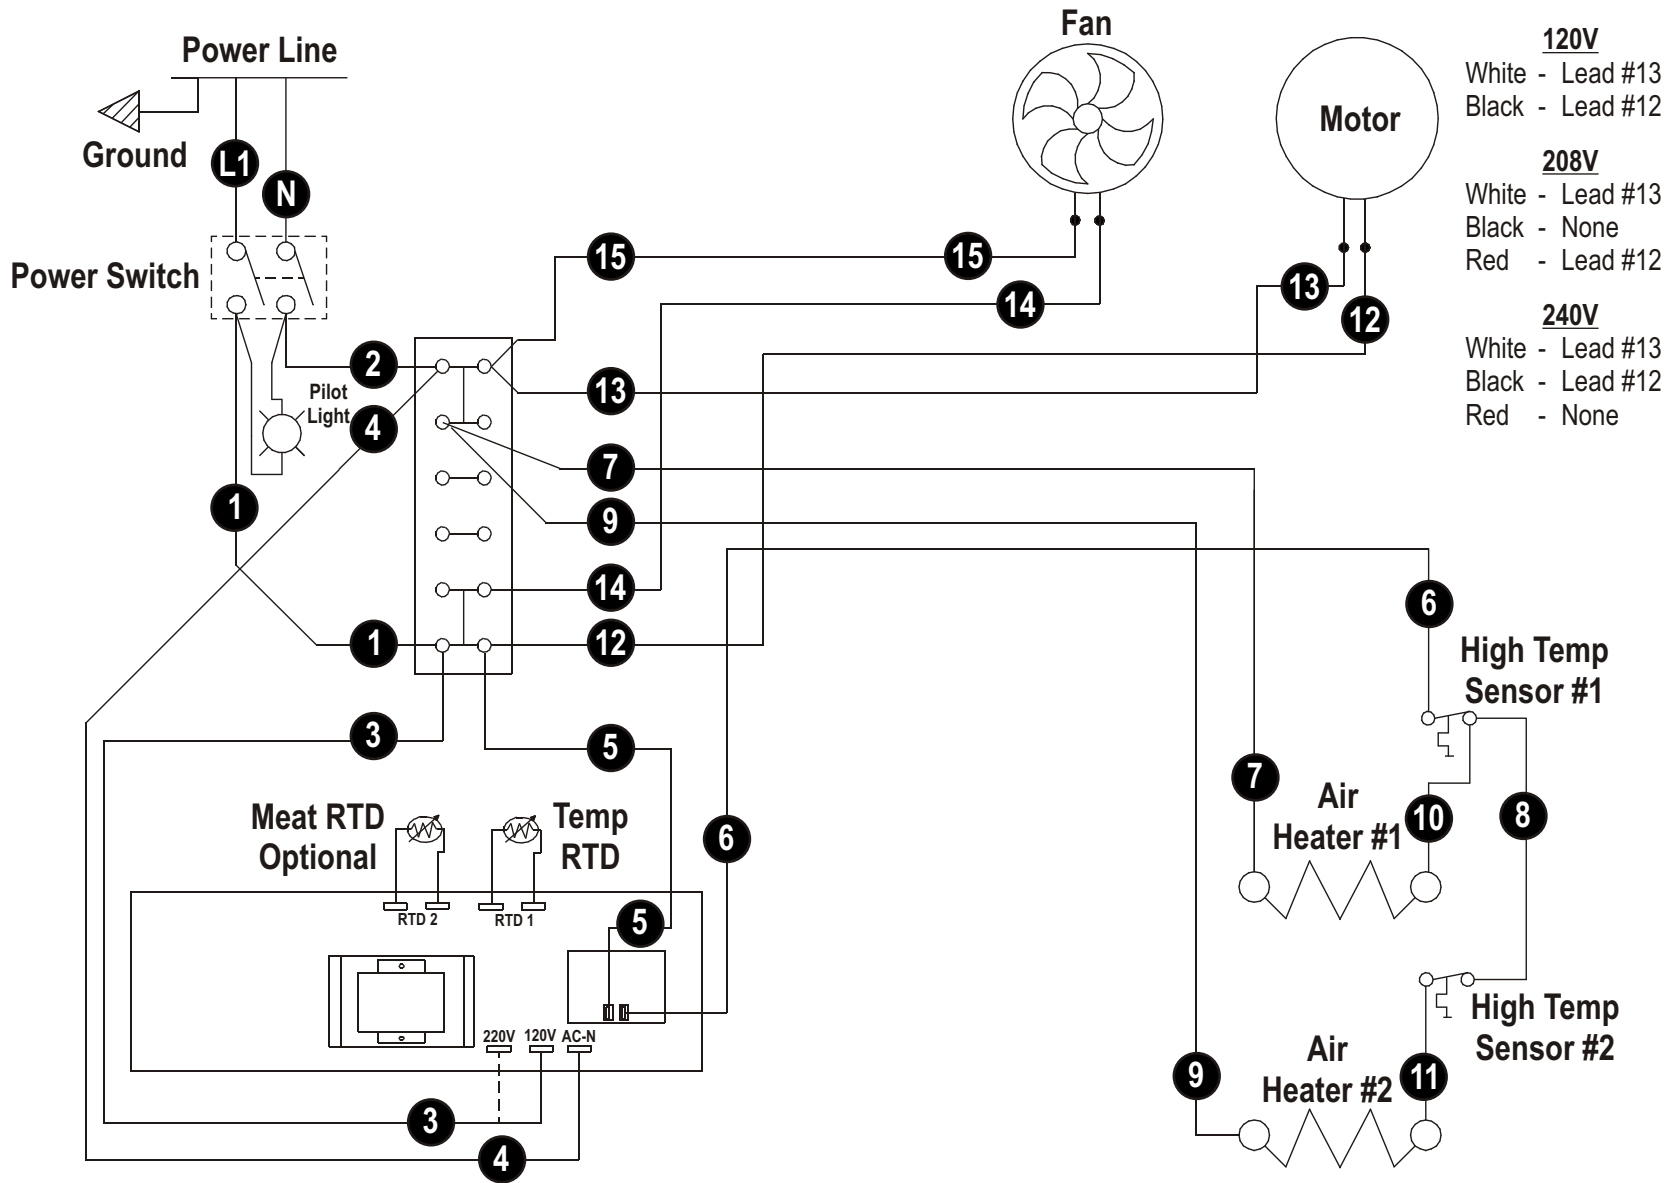 Power Line
Ground
L1
N
Power Switch
Fan
Motor
120V
White - Lead #13
Black - Lead #12
208V
White - Lead #13
Black - None
Red - Lead #12
240V
White - Lead #13
Black - Lead #12
Red - None
15
15
14
13
12
2
Pilot
Light
4
13
7
1
9
14
6
1
12
High Temp
Sensor #1
3
5
7
Air
Heater #1
10
8
6
Meat RTD
Optional
Temp
RTD
RTD 2
RTD 1
5
220V
120V
AC-N
High Temp
Sensor #2
9
Air
Heater #2
11
3
4